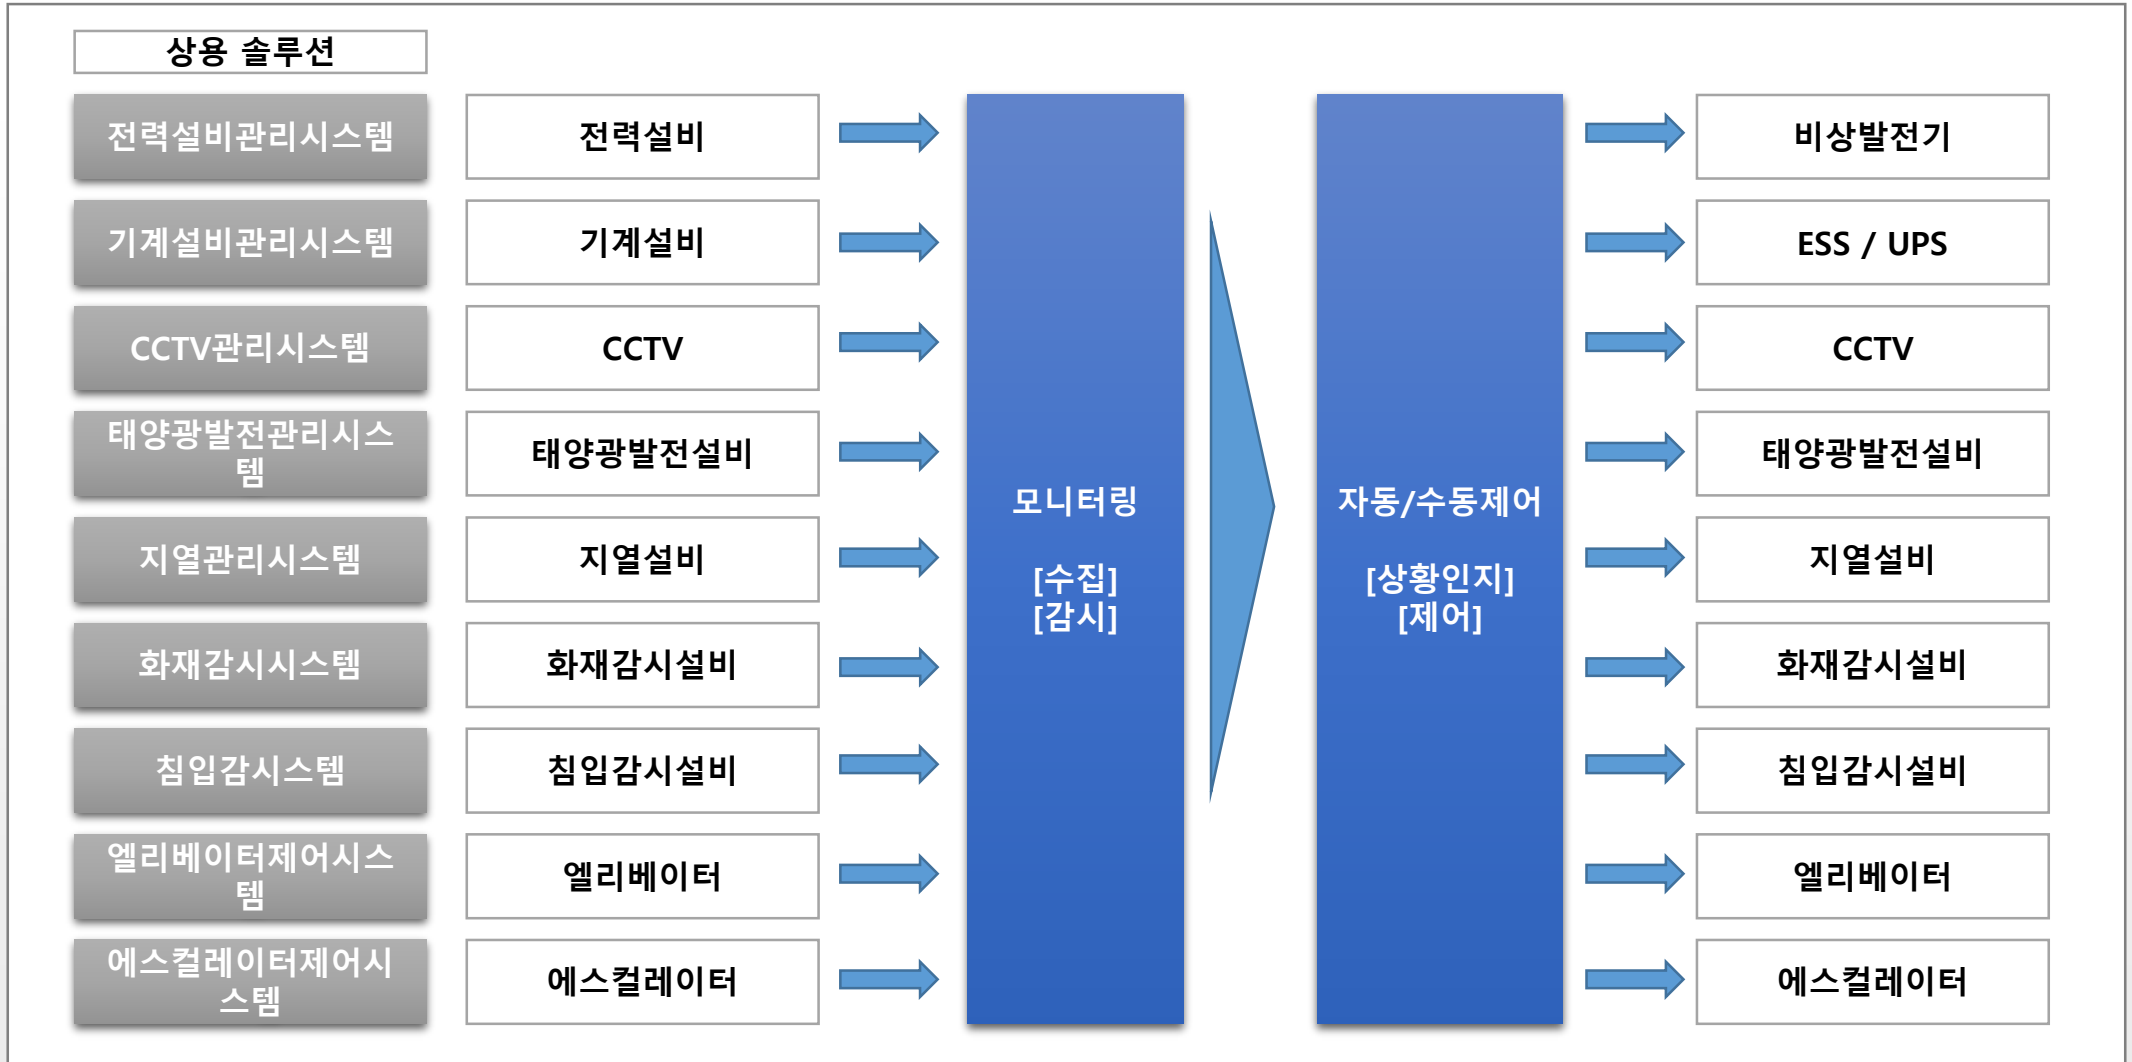 상용 솔루션
전력설비관리시스템
전력설비
비상발전기
기계설비관리시스템
기계설비
ESS / UPS
CCTV관리시스템
CCTV
CCTV
태양광발전관리시스
템
태양광발전설비
태양광발전설비
모니터링
[수집]
[감시]
자동/수동제어
[상황인지]
[제어]
지열관리시스템
지열설비
지열설비
화재감시시스템
화재감시설비
화재감시설비
침입감시스템
침입감시설비
침입감시설비
엘리베이터제어시스
템
엘리베이터
엘리베이터
에스컬레이터제어시
스템
에스컬레이터
에스컬레이터